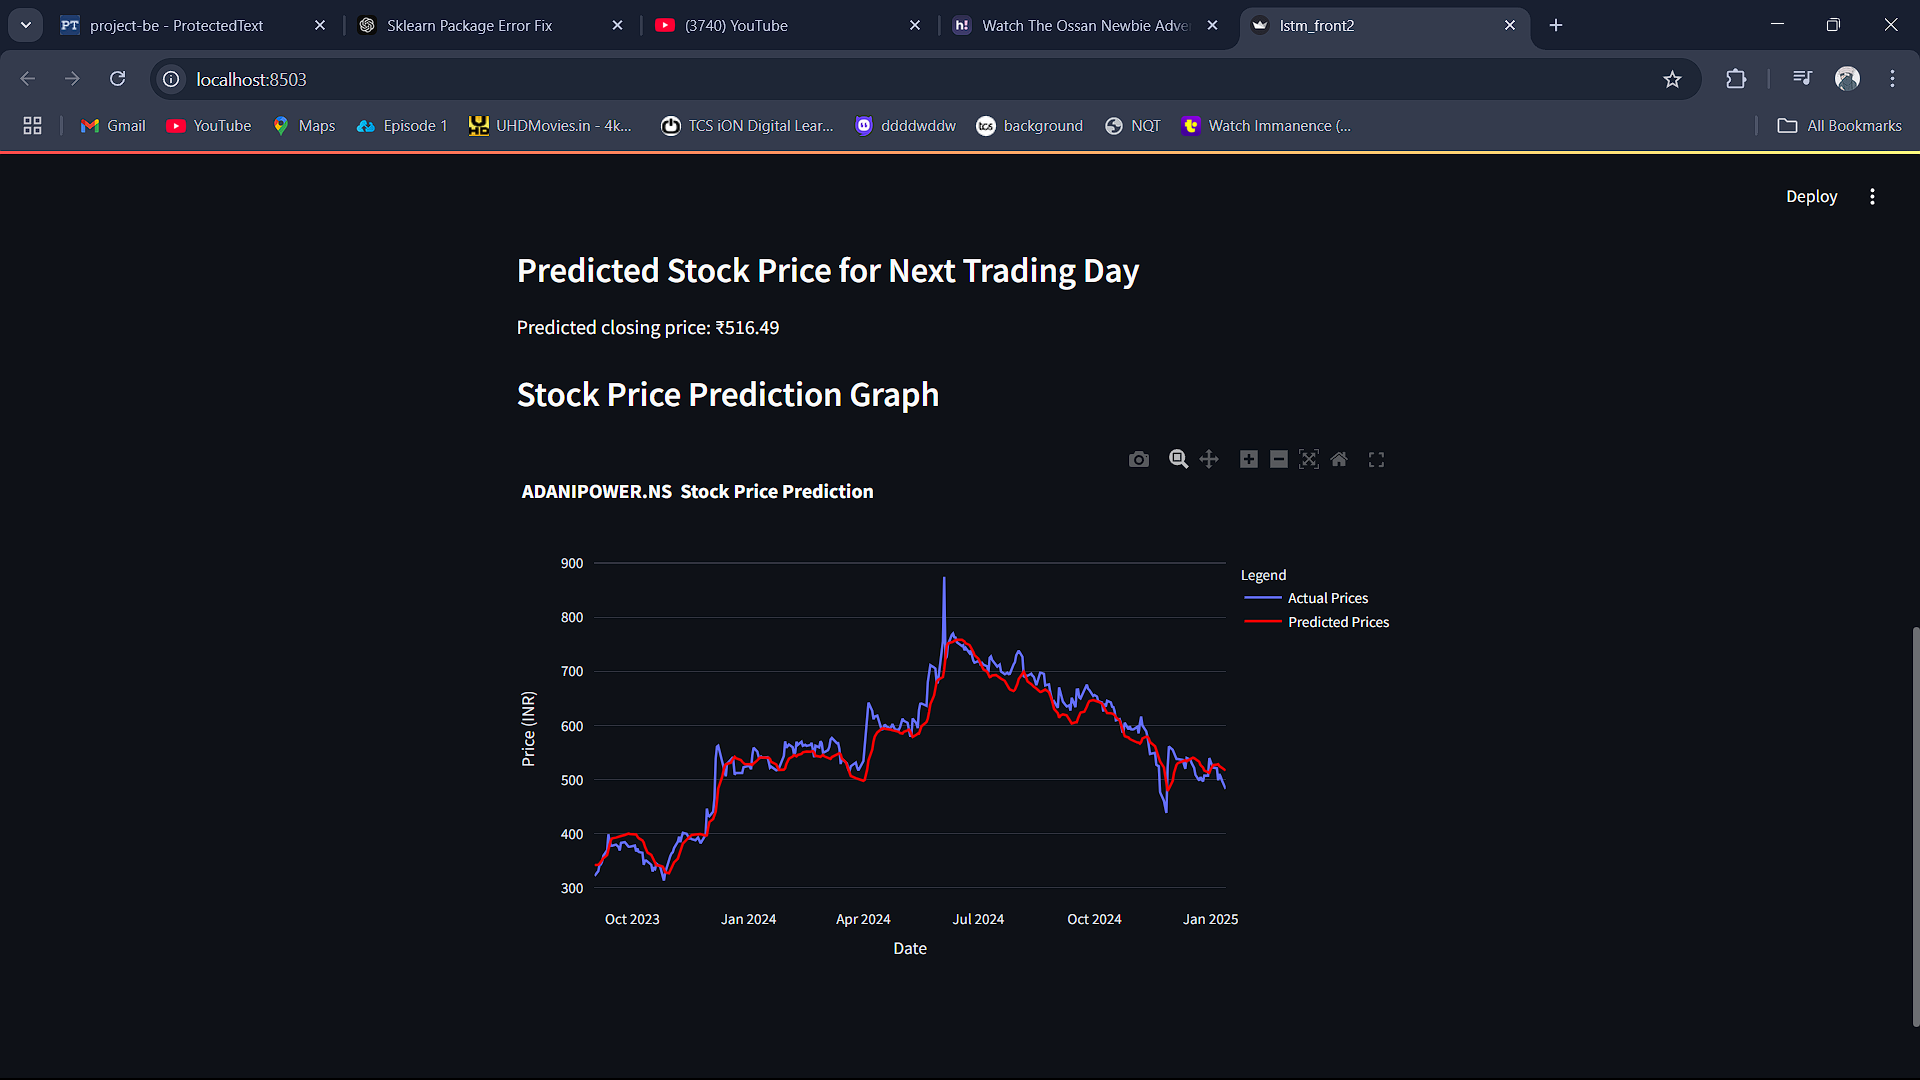 PT project-be - ProtectedText
Sklearn Package Error Fix
(3740) YouTube
h! Watch The Ossan Newbie Adve
lstm_front2
localhost:8503
Gmail
YouTube
Maps
Episode 1
UHDMovies.in - 4k...
TCS iON Digital Lear...
ddddwddw
tcs background
NQT
Watch Immanence (...
All Bookmarks
Deploy
Predicted Stock Price for Next Trading Day
Predicted closing price: ₹516.49
Stock Price Prediction Graph
ADANIPOWER.NS Stock Price Prediction
Legend
Actual Prices
Predicted Prices
Price (INR)
900
800
700
600
500
400
300
Oct 2023
Jan 2024
Apr 2024
Jul 2024
Oct 2024
Jan 2025
Date